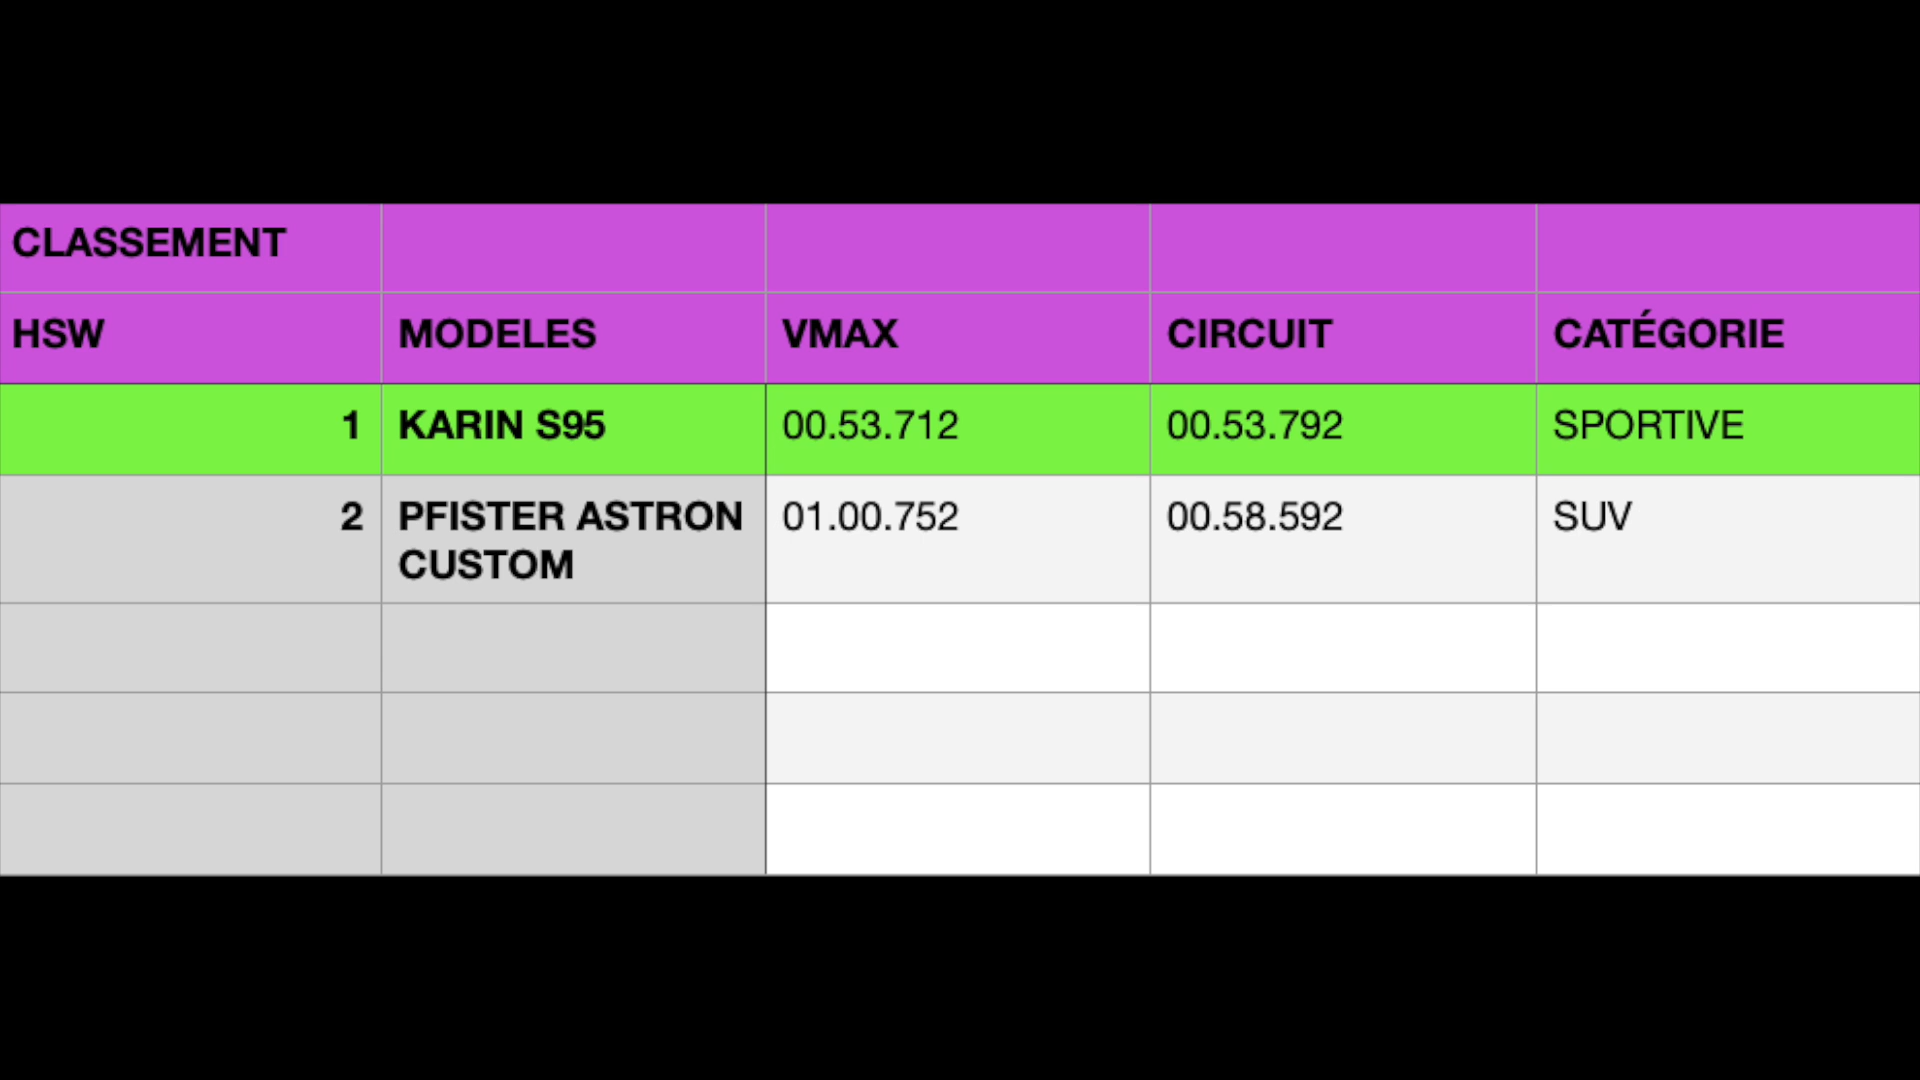 CLASSEMENT
HSW MODELES VMAX CIRCUIT CATÉGORIE
1 KARIN S95 00.53.712 00.53.792 SPORTIVE
2 PFISTER ASTRON 01.00.752 00.58.592 SUV
CUSTOM